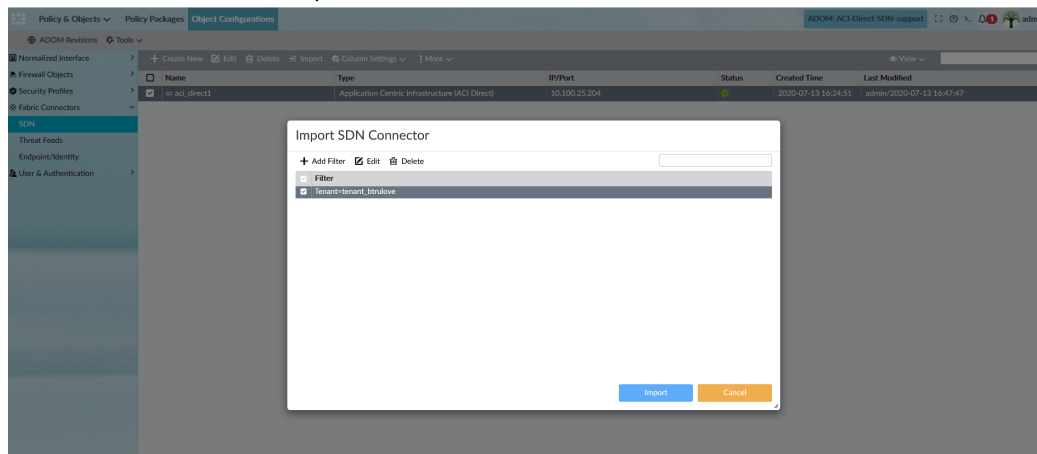 Policy & Objects Policy Packages Object Configurations ADOM: ACI-Direct-SDN-support 1 adm
ADOM Revisions Tools
Normalized Interface + Create New Edit Delete Import Column Settings More View
Firewall Objects Name Type IP/Port Status Created Time Last Modified
Security Profiles aci_direct1 Application Centric Infrastructure (ACI Direct) 10.100.25.204 2020-07-13 16:24:51 admin/2020-07-13 16:47:47
Fabric Connectors
SDN
Threat Feeds
Endpoint/Identity
User & Authentication
Import SDN Connector
+ Add Filter Edit Delete
Filter
Tenant=tenant_btrulove
Import Cancel